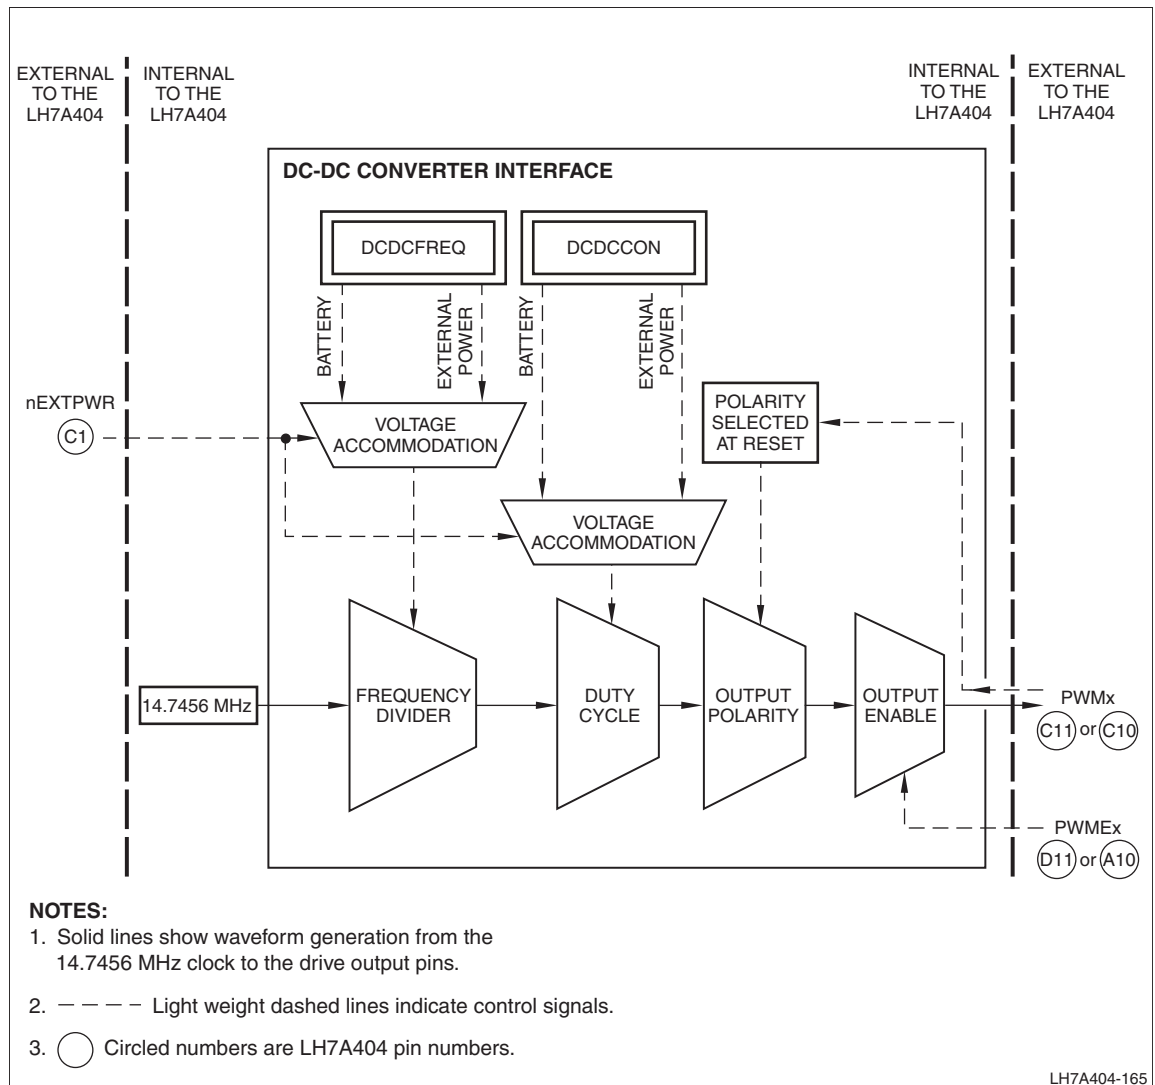 EXTERNAL
TO THE
LH7A404
INTERNAL
TO THE
LH7A404
INTERNAL
TO THE
LH7A404
EXTERNAL
TO THE
LH7A404
DC-DC CONVERTER INTERFACE
DCDCFREQ
DCDCCON
BATTERY
EXTERNAL
POWER
BATTERY
EXTERNAL
POWER
nEXTPWR
C1
VOLTAGE
ACCOMMODATION
POLARITY
SELECTED
AT RESET
VOLTAGE
ACCOMMODATION
14.7456 MHz
FREQUENCY
DIVIDER
DUTY
CYCLE
OUTPUT
POLARITY
OUTPUT
ENABLE
PWMx
C11 or C10
PWMEx
D11 or A10
NOTES:
1. Solid lines show waveform generation from the
14.7456 MHz clock to the drive output pins.
2. – – – – Light weight dashed lines indicate control signals.
3. Circled numbers are LH7A404 pin numbers.
LH7A404-165